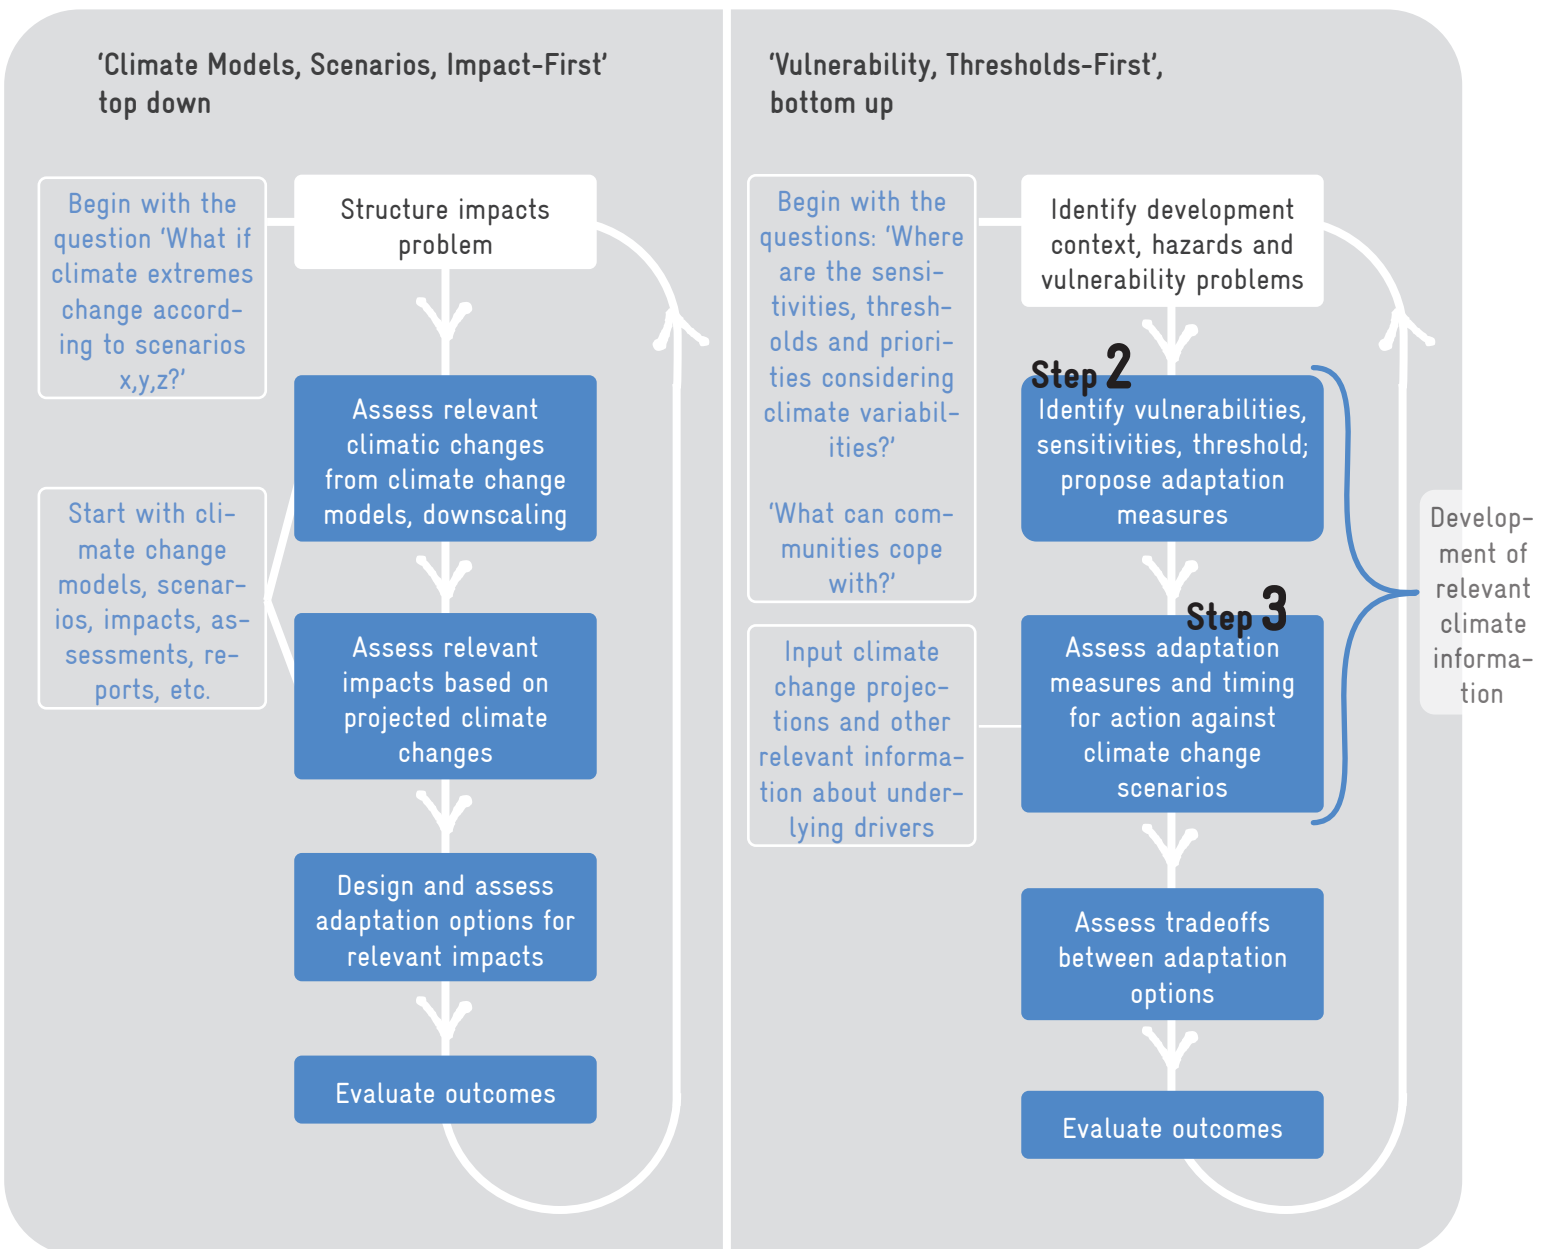 ‘Climate Models, Scenarios, Impact-First’
top down
Begin with the
question ‘What if
climate extremes
change accord-
ing to scenarios
x,y,z?’
Structure impacts
problem
Assess relevant
climatic changes
from climate change
models, downscaling
Start with cli-
mate change
models, scenar-
ios, impacts, as-
sessments, re-
ports, etc.
Assess relevant
impacts based on
projected climate
changes
Design and assess
adaptation options for
relevant impacts
Evaluate outcomes
‘Vulnerability, Thresholds-First’,
bottom up
Begin with the
questions: ‘Where
are the sensi-
tivities, thresh-
olds and priori-
ties considering
climate variabil-
ities?’
‘What can com-
munities cope
with?’
Identify development
context, hazards and
vulnerability problems
Step 2
Identify vulnerabilities,
sensitivities, threshold;
propose adaptation
measures
Step 3
Assess adaptation
measures and timing
for action against
climate change
scenarios
Input climate
change projec-
tions and other
relevant informa-
tion about under-
lying drivers
Assess tradeoffs
between adaptation
options
Evaluate outcomes
Develop-
ment of
relevant
climate
informa-
tion